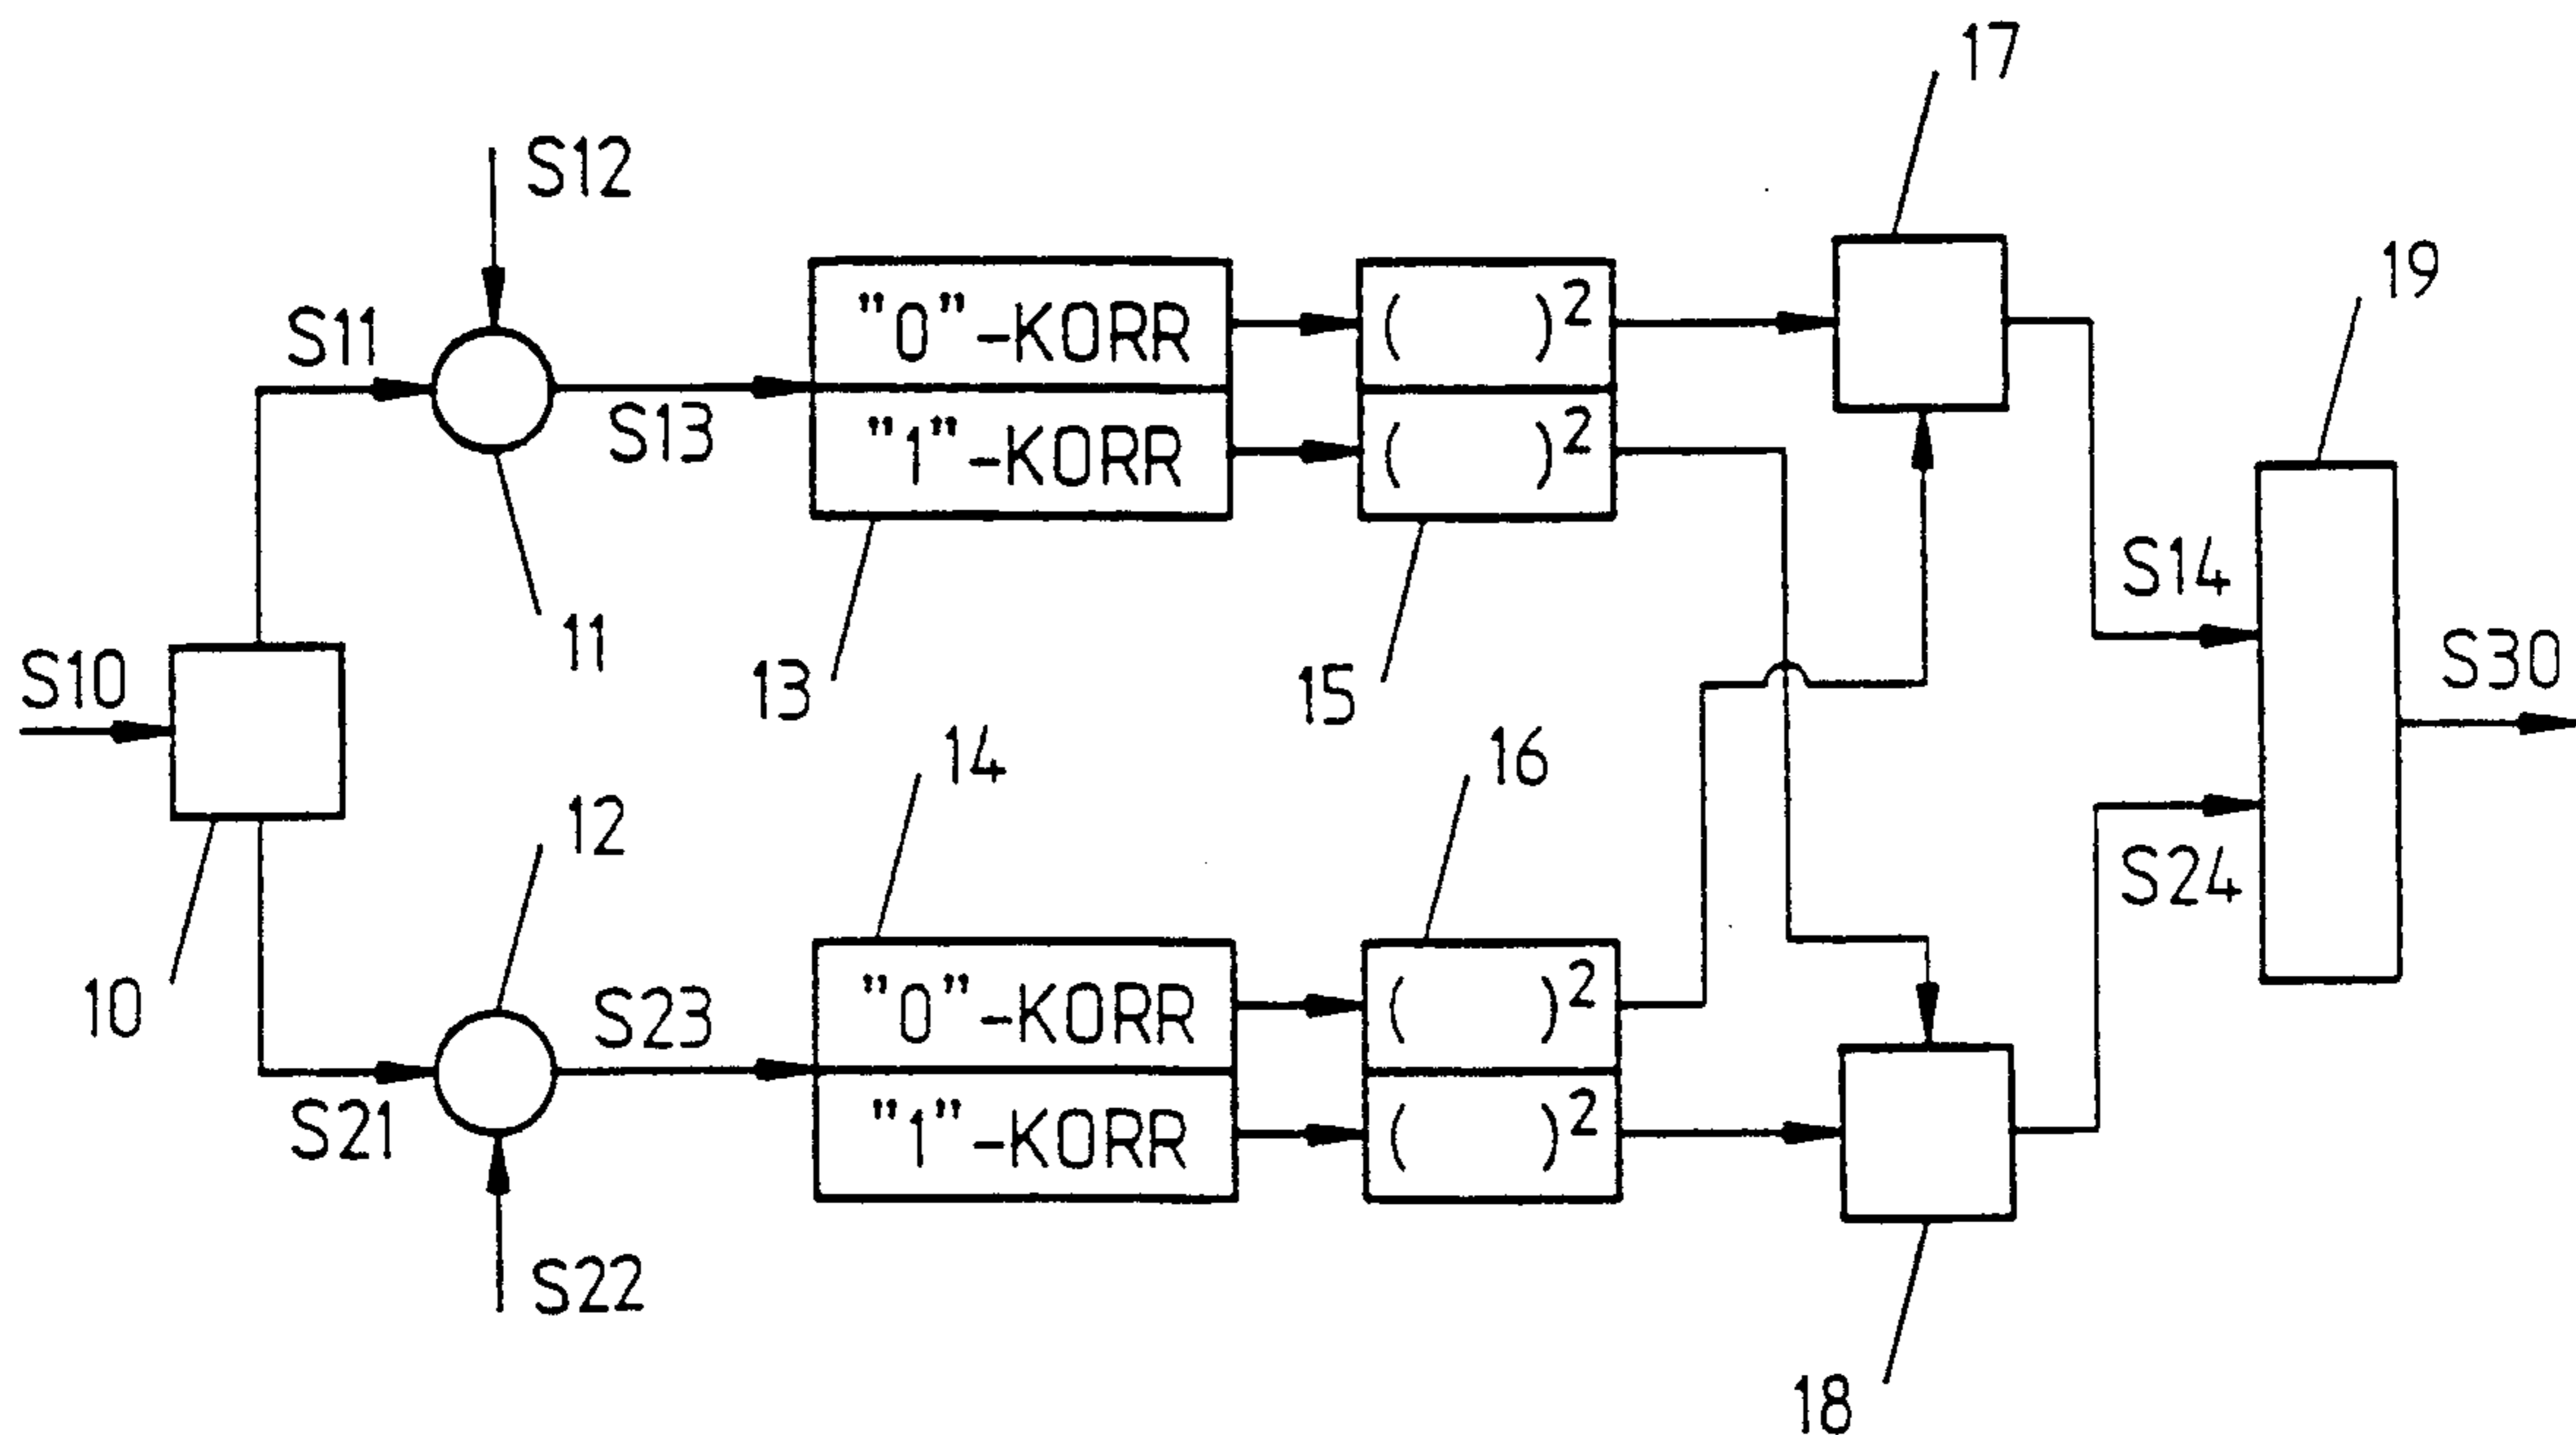 17
S12
19
"0"-KORR
( )²
S11
S13
"1"-KORR
( )²
S14
11
S10
13
15
S30
14
16
12
S24
10
"0"-KORR
( )²
S23
S21
"1"-KORR
( )²
S22
18